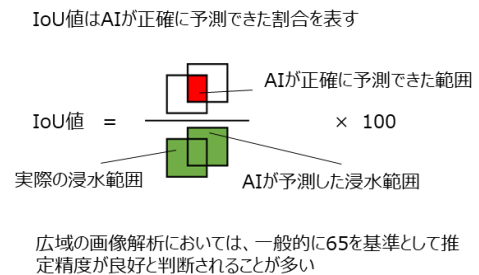 IoU値はAIが正確に予測できた割合を表す
AIが正確に予測できた範囲
IoU値 = × 100
実際の浸水範囲
AIが予測した浸水範囲
広域の画像解析においては、一般的に65を基準として推
定精度が良好と判断されることが多い